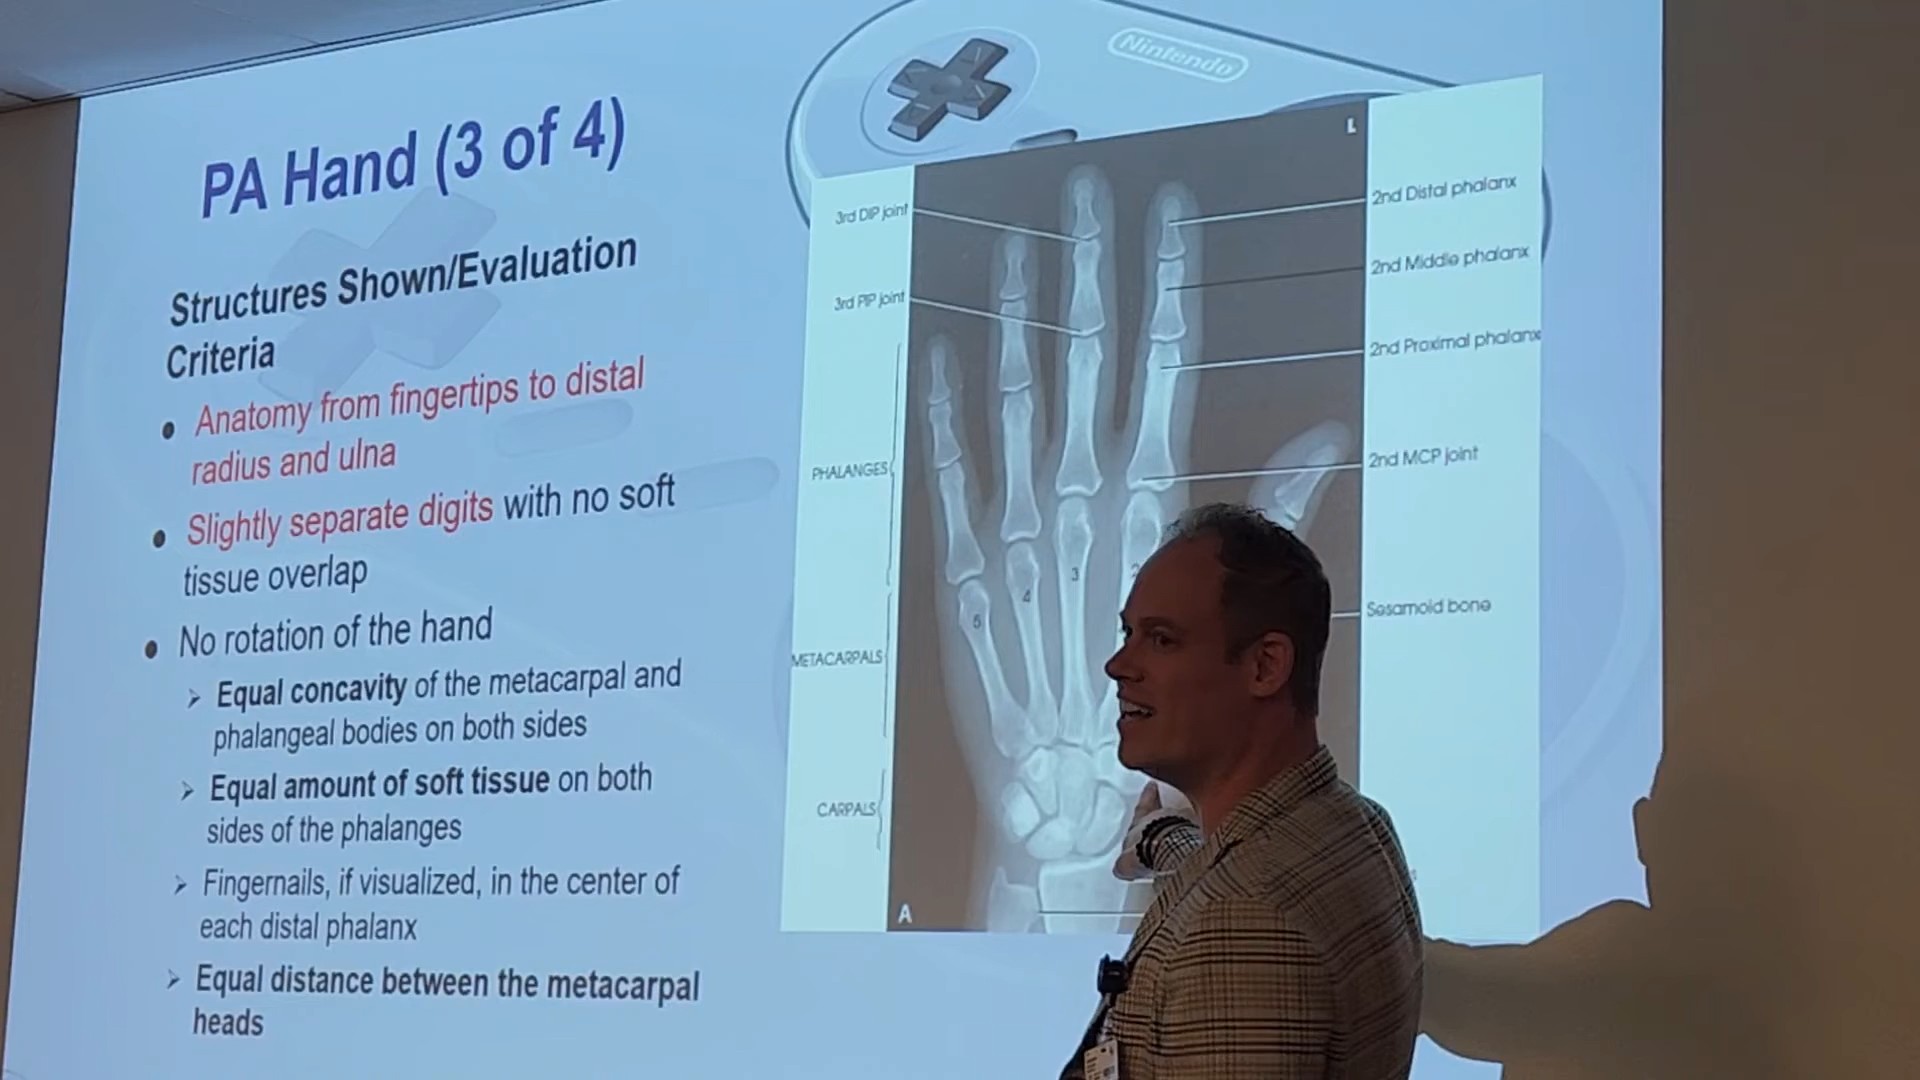 PA Hand (3 of 4)
Structures Shown/Evaluation
Criteria
Anatomy from fingertips to distal
radius and ulna
Slightly separate digits with no soft
tissue overlap
No rotation of the hand
Equal concavity of the metacarpal and
phalangeal bodies on both sides
Equal amount of soft tissue on both
sides of the phalanges
Fingernails, if visualized, in the center of
each distal phalanx
Equal distance between the metacarpal
heads
Nintendo
L
3rd DIP joint
3rd PIP joint
PHALANGES
METACARPALS
CARPALS
2nd Distal phalanx
2nd Middle phalanx
2nd Proximal phalanx
2nd MCP joint
Sesamoid bone
5
4
3
2
A